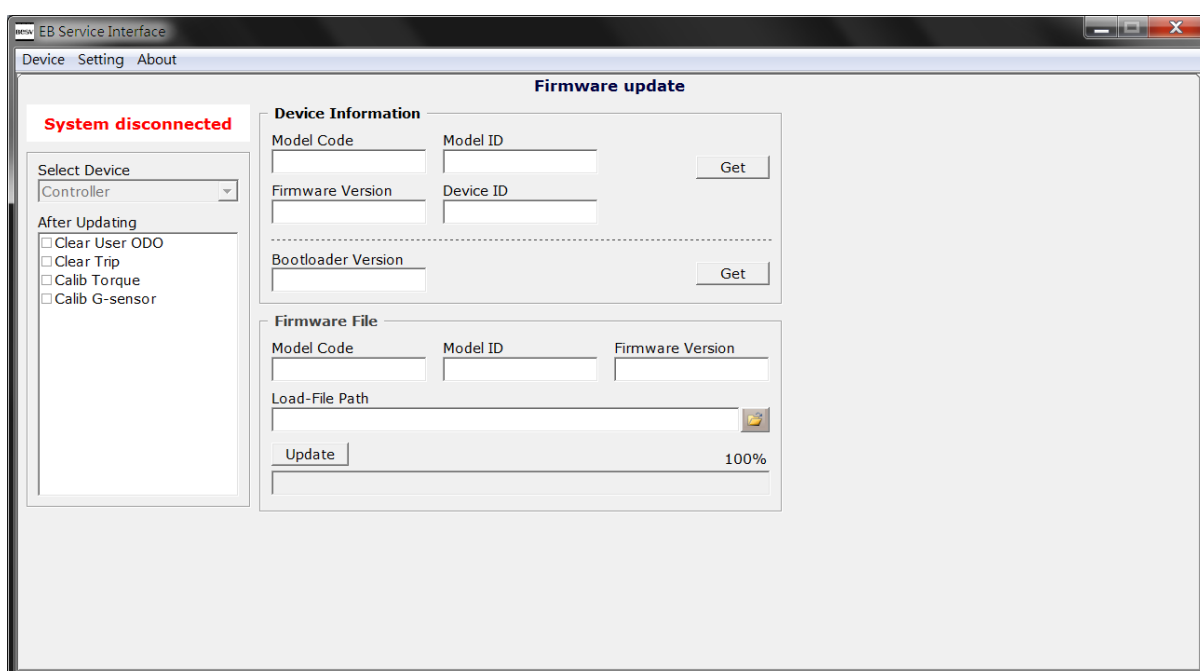 BESV EB Service Interface
Device Setting About
Firmware update
System disconnected
Select Device
Controller
After Updating
Clear User ODO
Clear Trip
Calib Torque
Calib G-sensor
Device Information
Model Code Model ID
Get
Firmware Version Device ID
Bootloader Version
Get
Firmware File
Model Code Model ID Firmware Version
Load-File Path
Update 100%